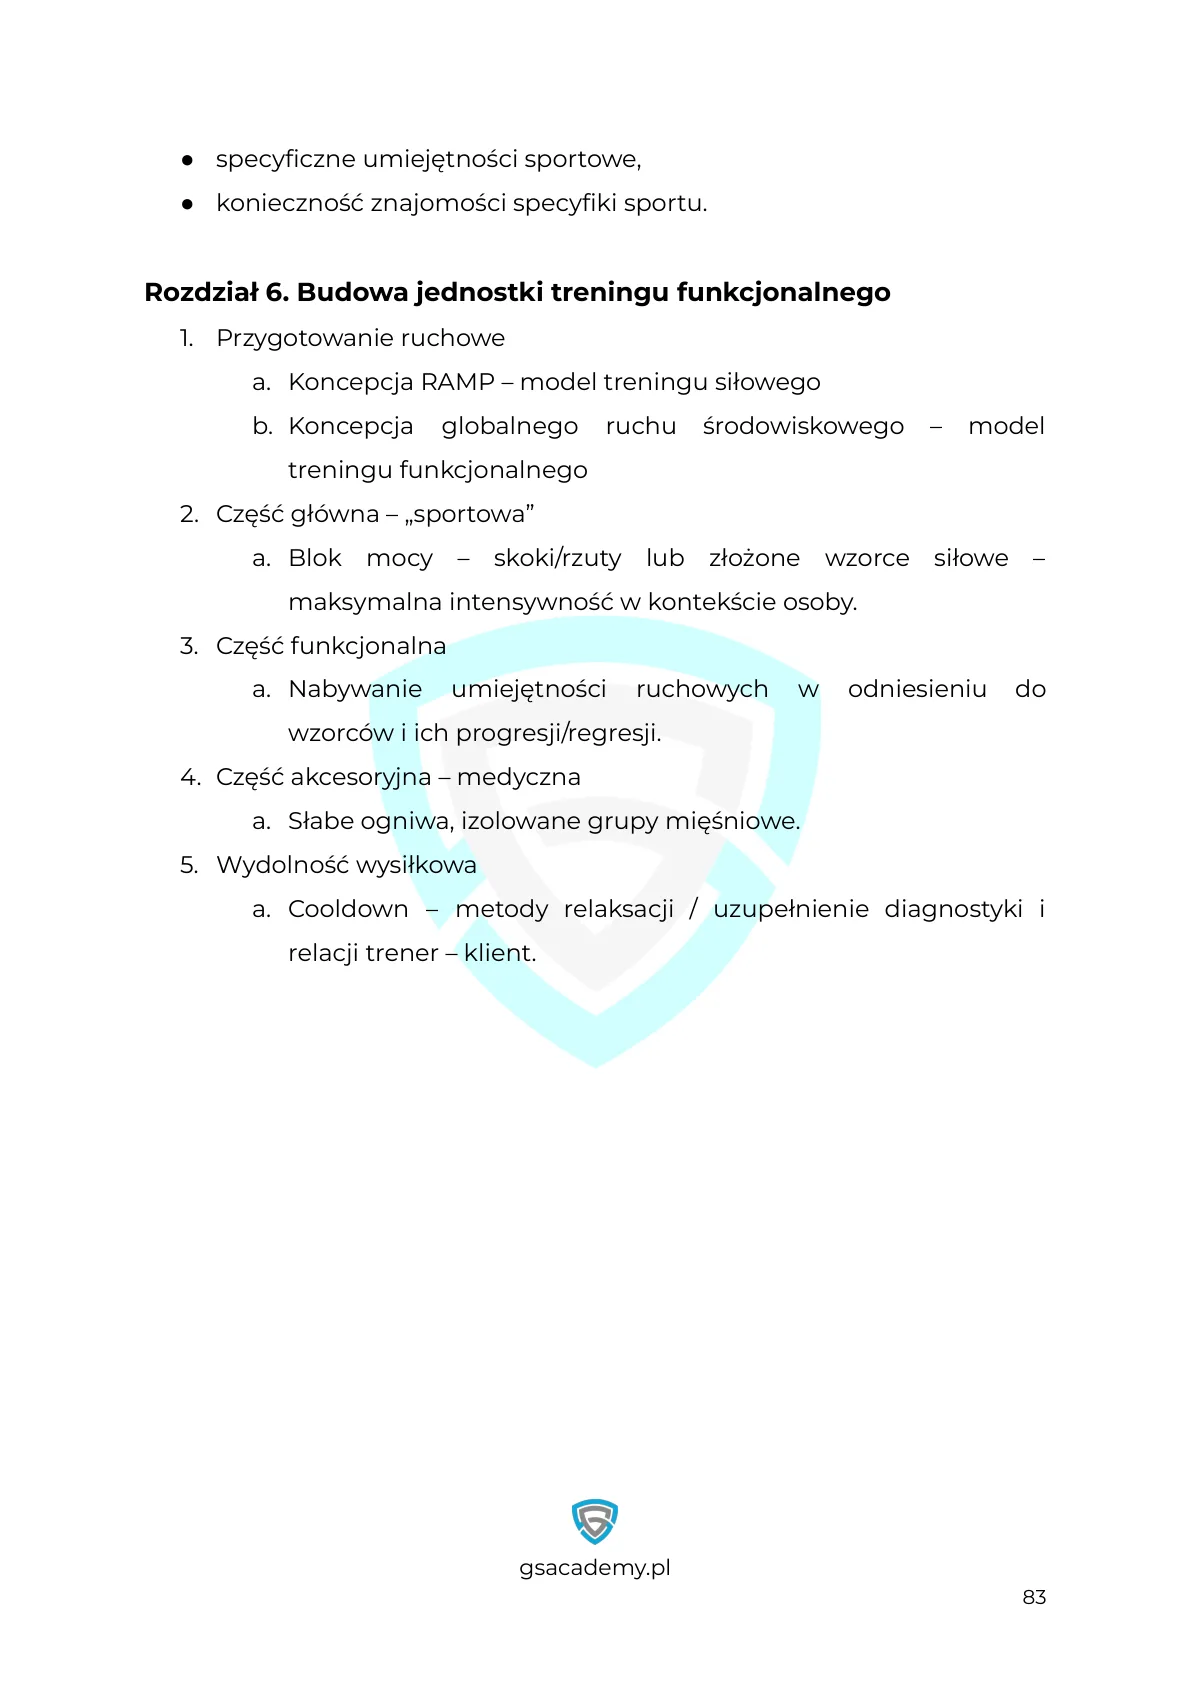 ● specyficzne umiejętności sportowe,
● konieczność znajomości specyfiki sportu.
Rozdział 6. Budowa jednostki treningu funkcjonalnego
1. Przygotowanie ruchowe
a. Koncepcja RAMP – model treningu siłowego
b. Koncepcja globalnego ruchu środowiskowego – model
treningu funkcjonalnego
2. Część główna – „sportowa”
a. Blok mocy – skoki/rzuty lub złożone wzorce siłowe –
maksymalna intensywność w kontekście osoby.
3. Część funkcjonalna
a. Nabywanie umiejętności ruchowych w odniesieniu do
wzorców i ich progresji/regresji.
4. Część akcesoryjna – medyczna
a. Słabe ogniwa, izolowane grupy mięśniowe.
5. Wydolność wysiłkowa
a. Cooldown – metody relaksacji / uzupełnienie diagnostyki i
relacji trener – klient.
gsacademy.pl
83